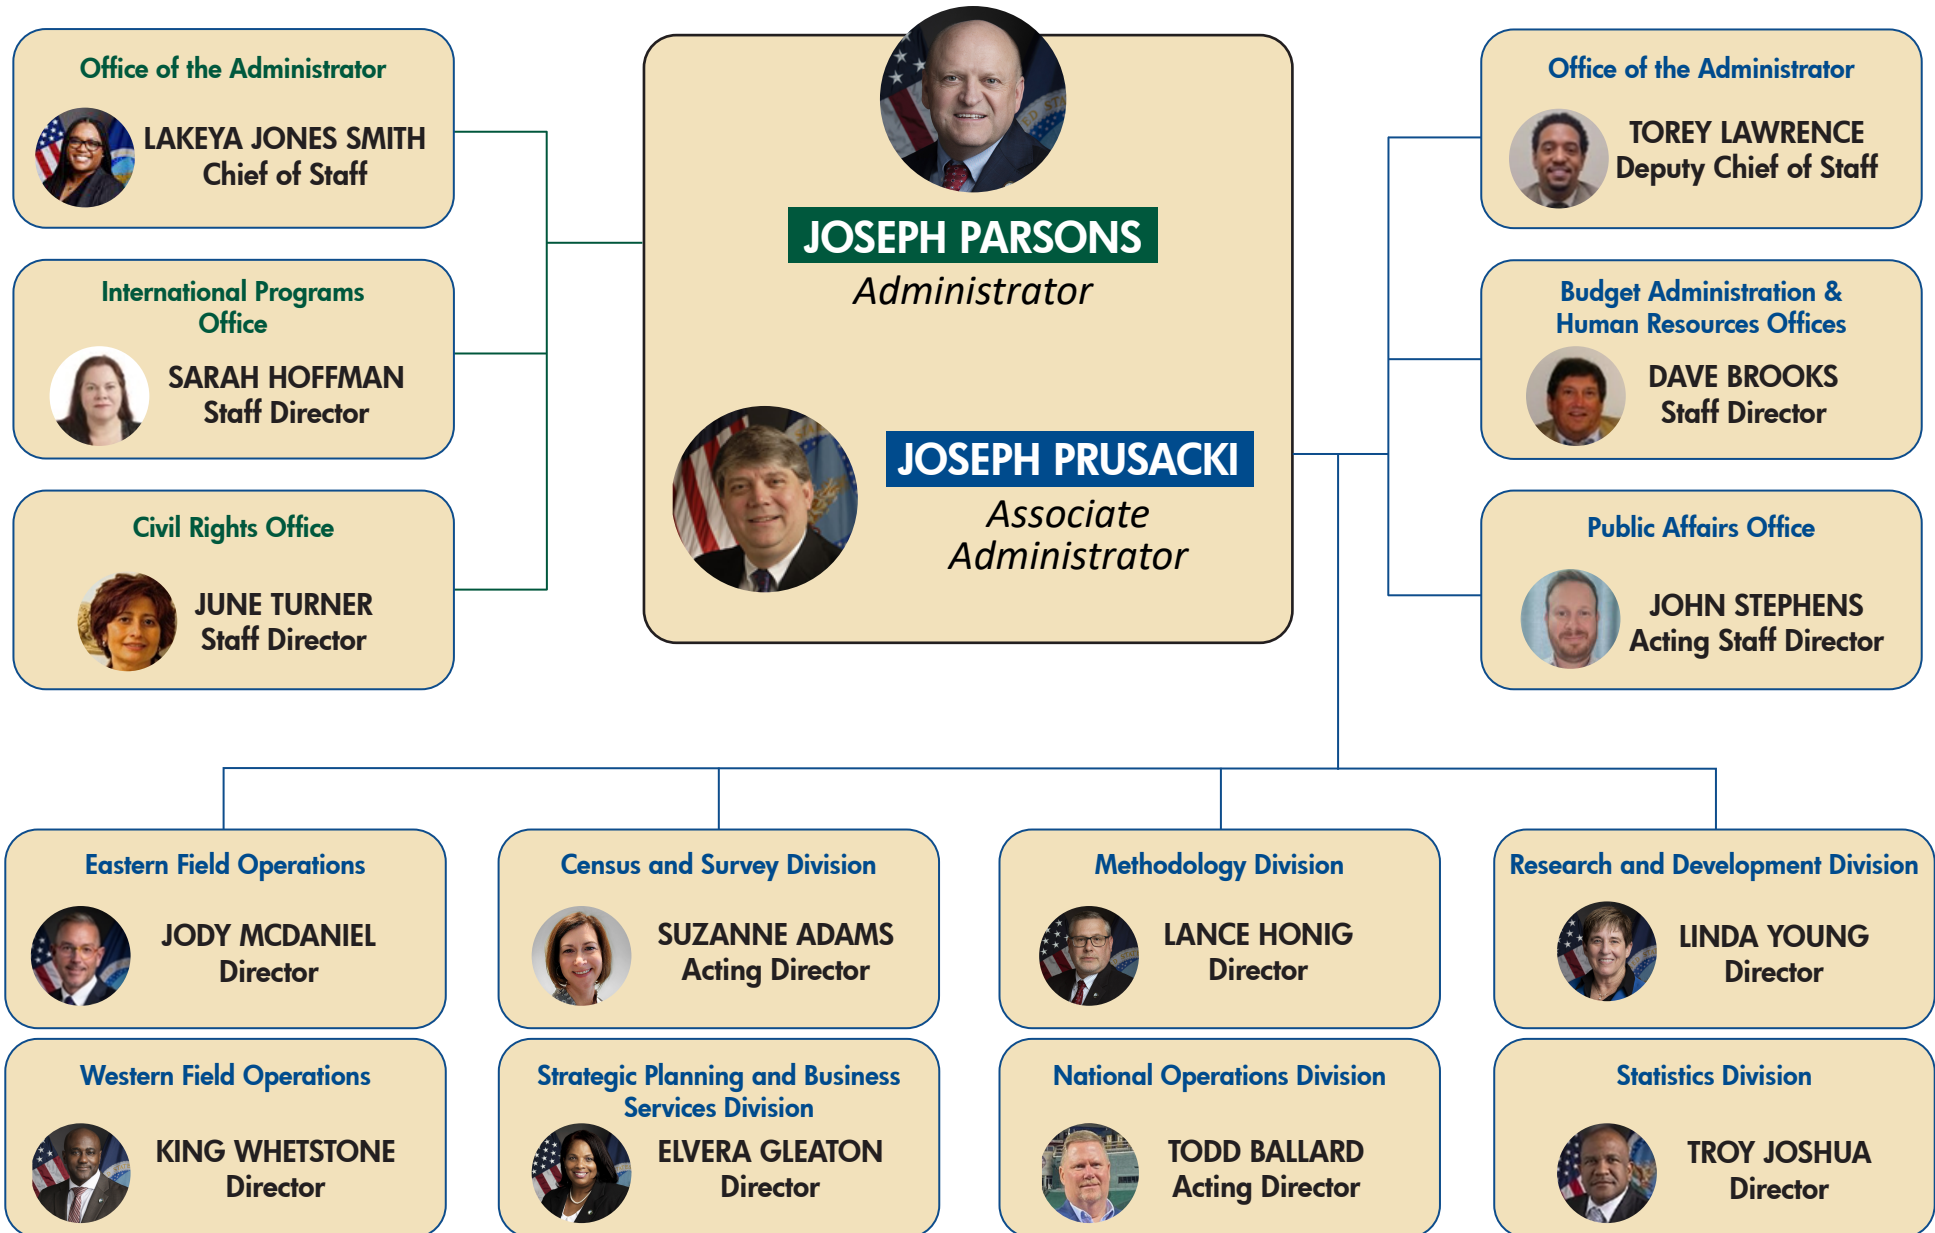 Office of the Administrator
LAKEYA JONES SMITH
Chief of Staff
International Programs
Office
SARAH HOFFMAN
Staff Director
Civil Rights Office
JUNE TURNER
Staff Director
JOSEPH PARSONS
Administrator
JOSEPH PRUSACKI
Associate
Administrator
Office of the Administrator
TOREY LAWRENCE
Deputy Chief of Staff
Budget Administration &
Human Resources Offices
DAVE BROOKS
Staff Director
Public Affairs Office
JOHN STEPHENS
Acting Staff Director
Eastern Field Operations
JODY MCDANIEL
Director
Census and Survey Division
SUZANNE ADAMS
Acting Director
Methodology Division
LANCE HONIG
Director
Research and Development Division
LINDA YOUNG
Director
Western Field Operations
KING WHETSTONE
Director
Strategic Planning and Business
Services Division
ELVERA GLEATON
Director
National Operations Division
TODD BALLARD
Acting Director
Statistics Division
TROY JOSHUA
Director